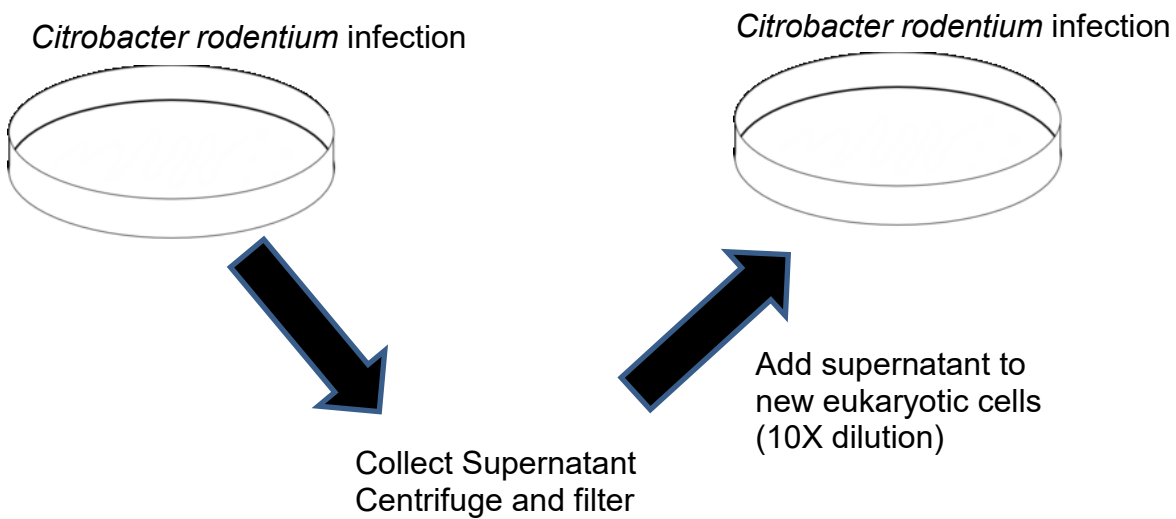 Citrobacter rodentium infection
Citrobacter rodentium infection
Add supernatant to
new eukaryotic cells
(10X dilution)
Collect Supernatant
Centrifuge and filter